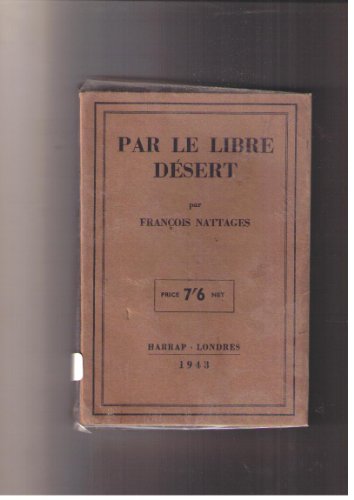 PAR LE LIBRE
DÉSERT
par
FRANÇOIS NATTAGES
PRICE 7'6 NET
HARRAP · LONDRES
1943